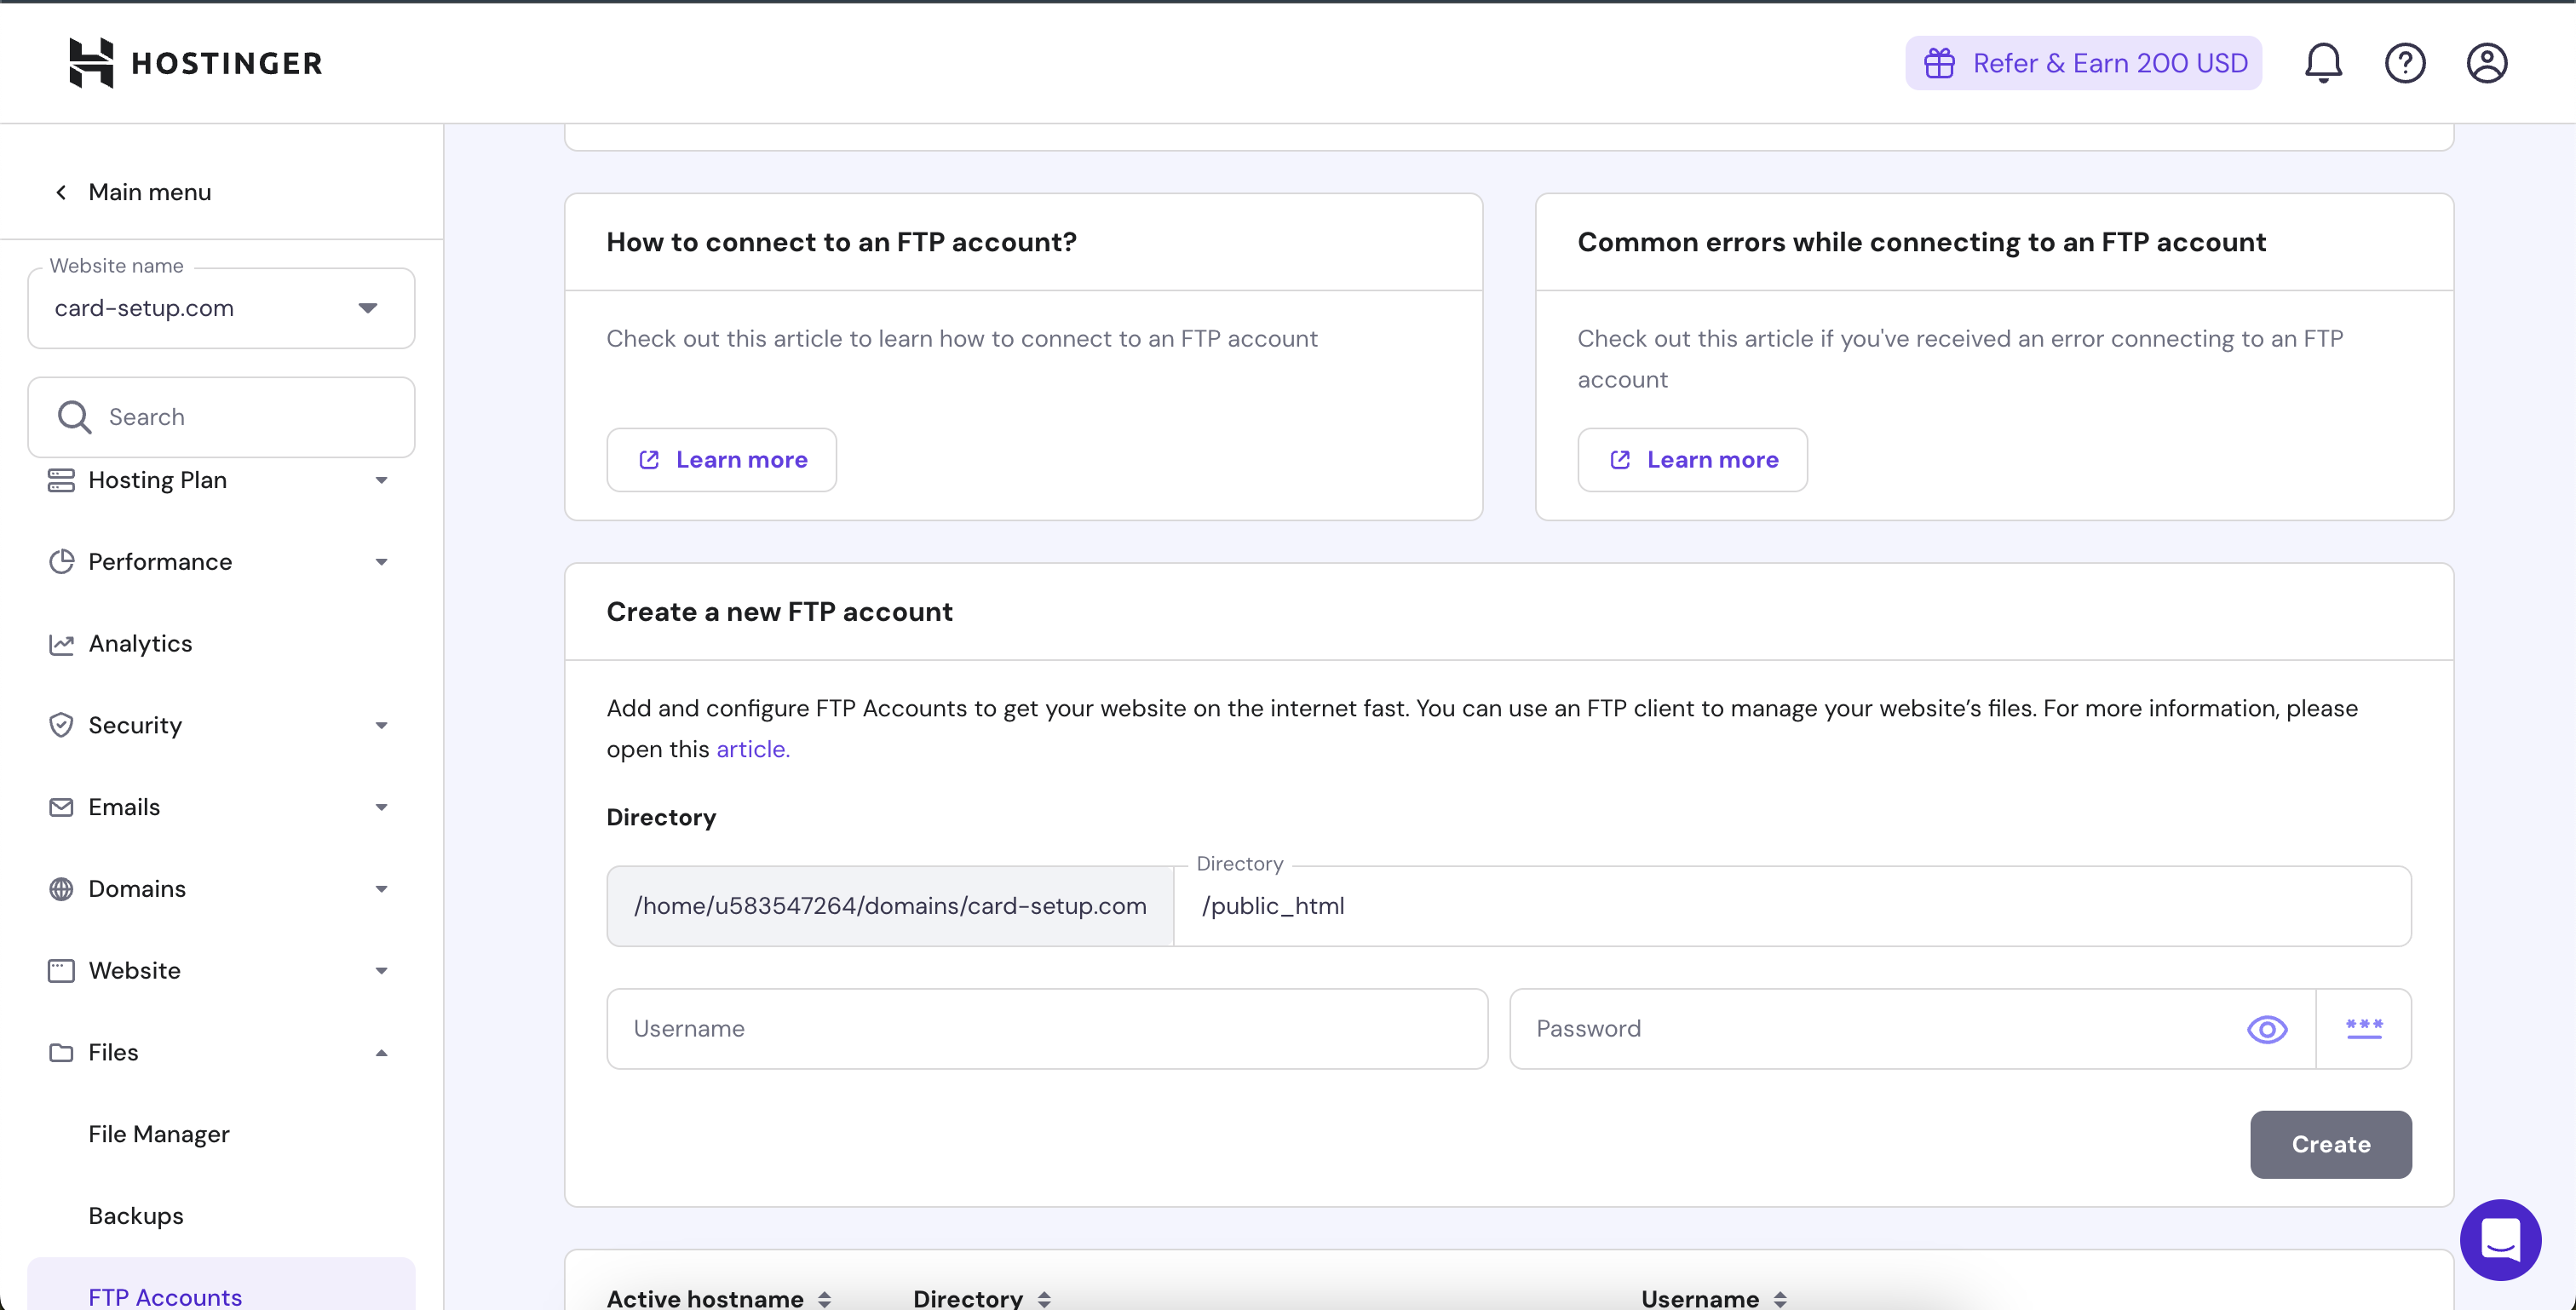 HOSTINGER
Refer & Earn 200 USD
Main menu
Website name
card-setup.com
Search
Hosting Plan
Performance
Analytics
Security
Emails
Domains
Website
Files
File Manager
Backups
FTP Accounts
How to connect to an FTP account?
Check out this article to learn how to connect to an FTP account
Learn more
Common errors while connecting to an FTP account
Check out this article if you've received an error connecting to an FTP
account
Learn more
Create a new FTP account
Add and configure FTP Accounts to get your website on the internet fast. You can use an FTP client to manage your website’s files. For more information, please
open this article.
Directory
Directory
/home/u583547264/domains/card-setup.com /public_html
Username
Password
***
Create
Active hostname Directory Username